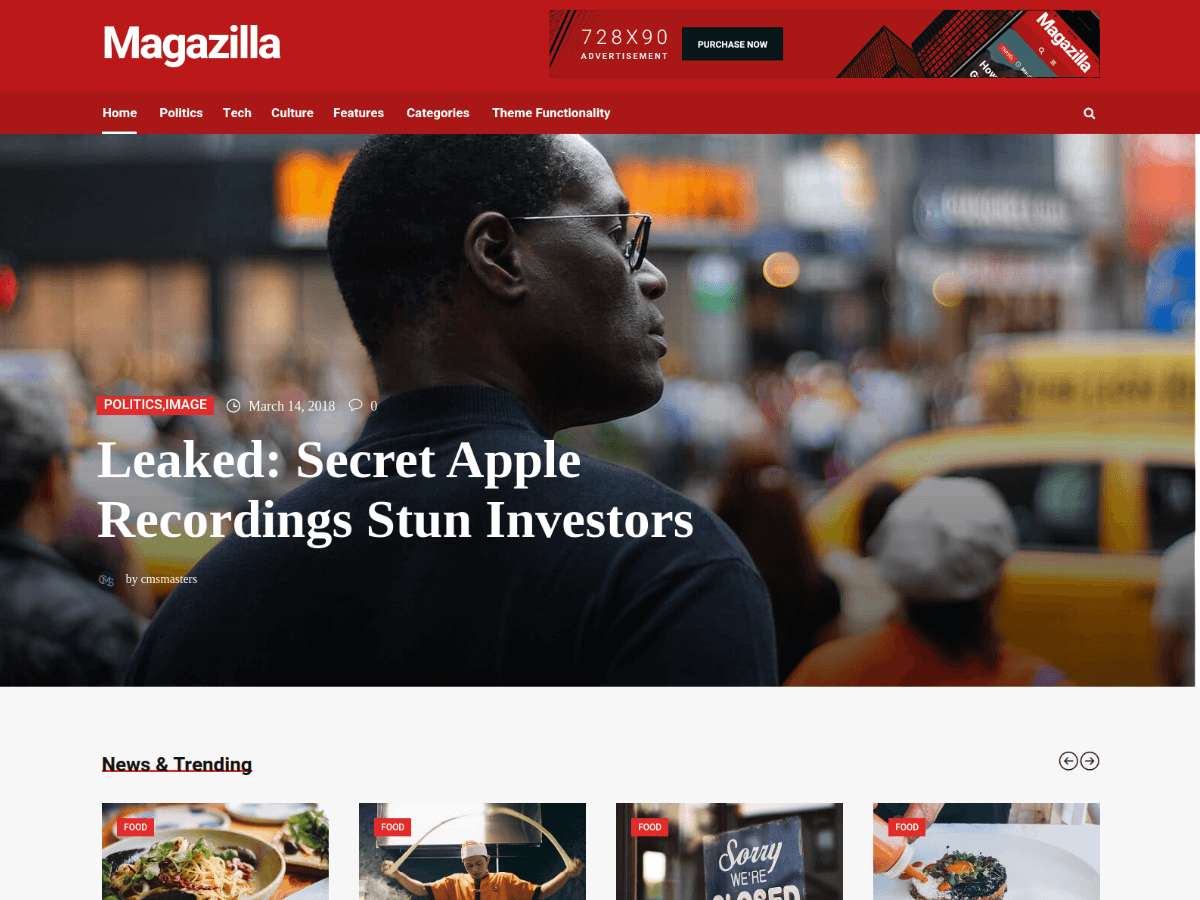 Magazilla
728X90
ADVERTISEMENT
PURCHASE NOW
Magazilla
Home Politics Tech Culture Features Categories Theme Functionality
POLITICS,IMAGE March 14, 2018 0
Leaked: Secret Apple
Recordings Stun Investors
by cmsmasters
News & Trending
FOOD FOOD FOOD FOOD
Sorry
WE'RE
CLOSED